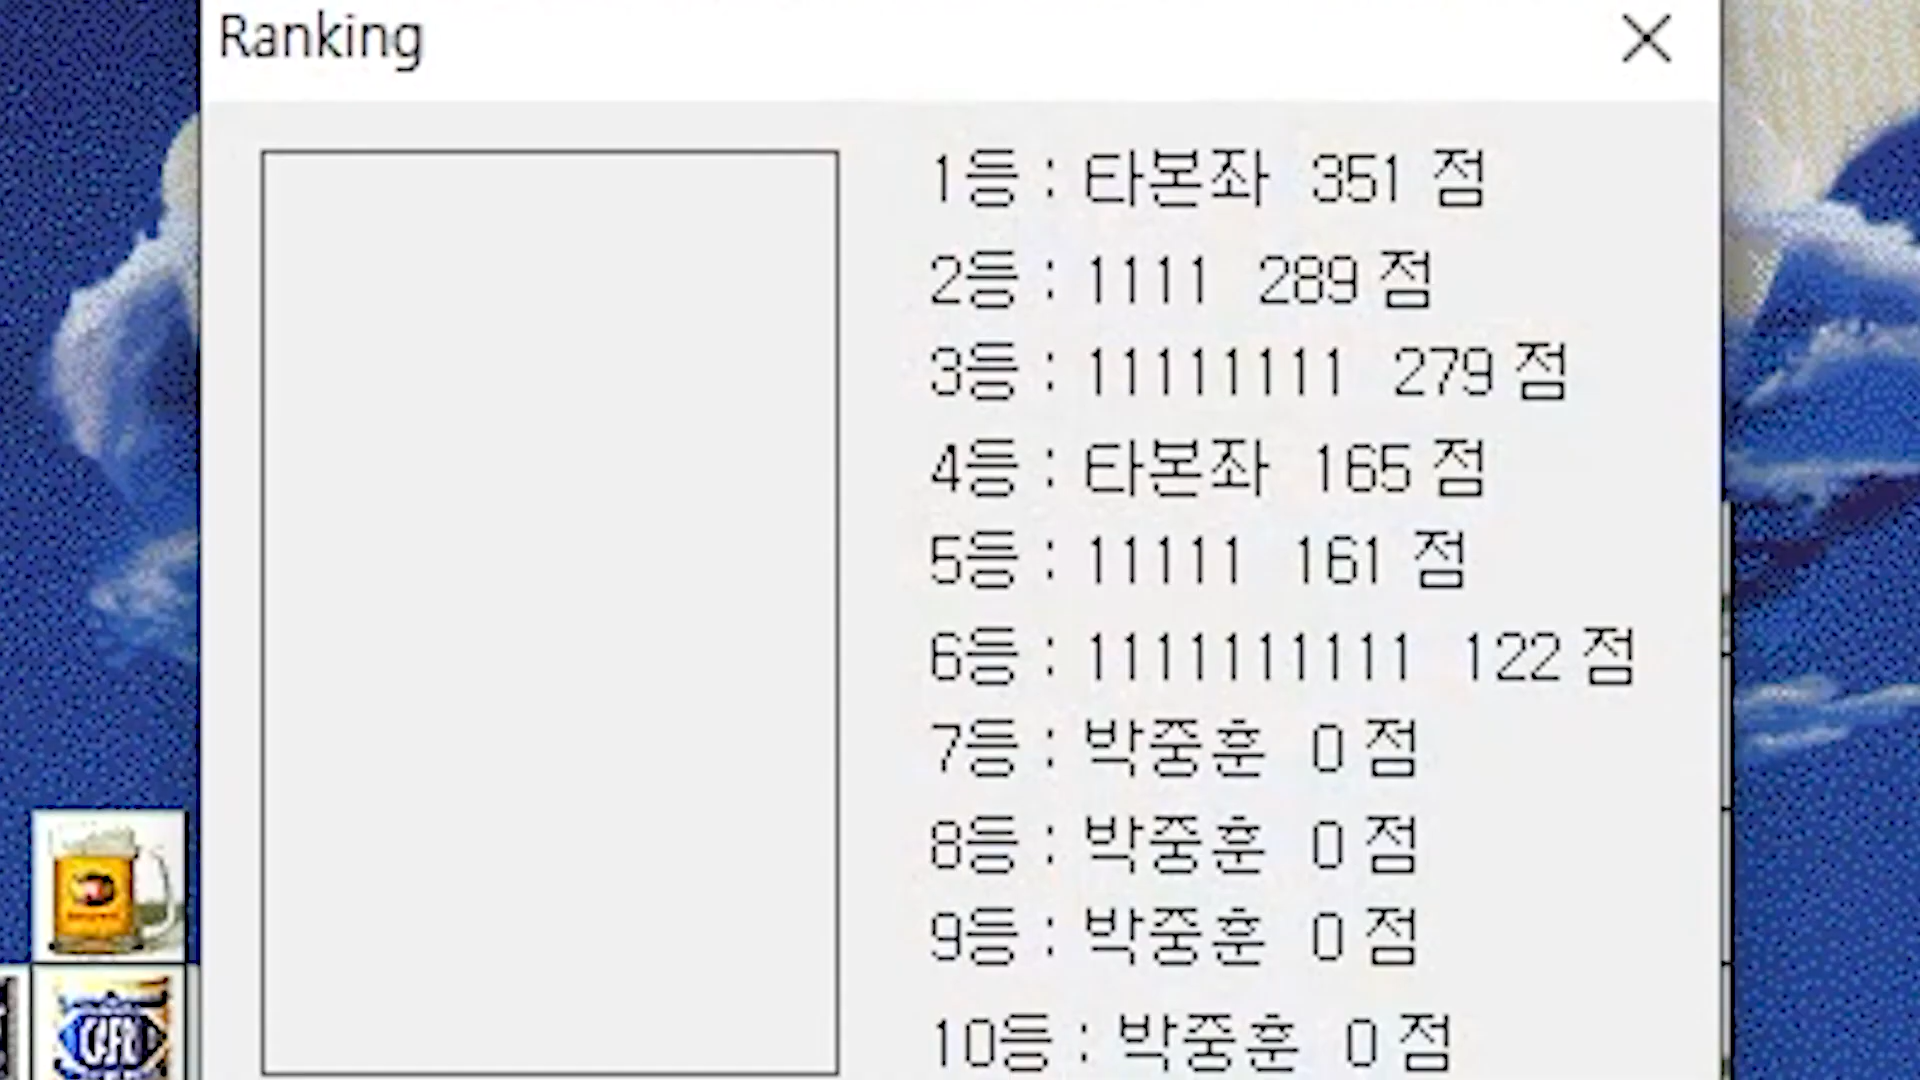 Ranking
1등 : 타본좌 351 점
2등 : 1111 289 점
3등 : 11111111 279 점
4등 : 타본좌 165 점
5등 : 11111 161 점
6등 : 1111111111 122 점
7등 : 박중훈 0 점
8등 : 박중훈 0 점
9등 : 박중훈 0 점
10등 : 박중훈 0 점